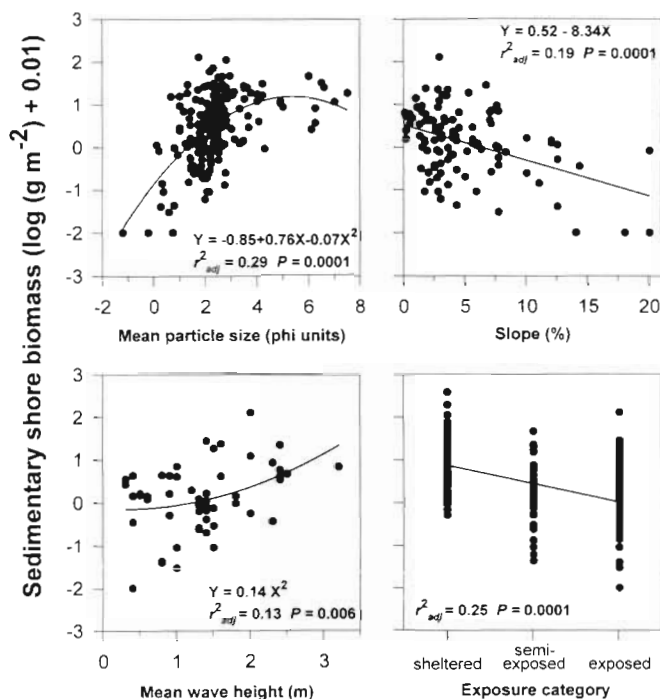 Sedimentary shore biomass (log (g m⁻²) + 0.01)
3
2
1
0
-1
-2
-3
Y = -0.85+0.76X-0.07X²
r²adj = 0.29 P = 0.0001
-2 0 2 4 6 8
Mean particle size (phi units)
Y = 0.52 - 8.34X
r²adj = 0.19 P = 0.0001
0 5 10 15 20
Slope (%)
3
2
1
0
-1
-2
-3
Y = 0.14 X²
r²adj = 0.13 P = 0.006
0 1 2 3
Mean wave height (m)
r²adj = 0.25 P = 0.0001
sheltered semi-exposed exposed
Exposure category